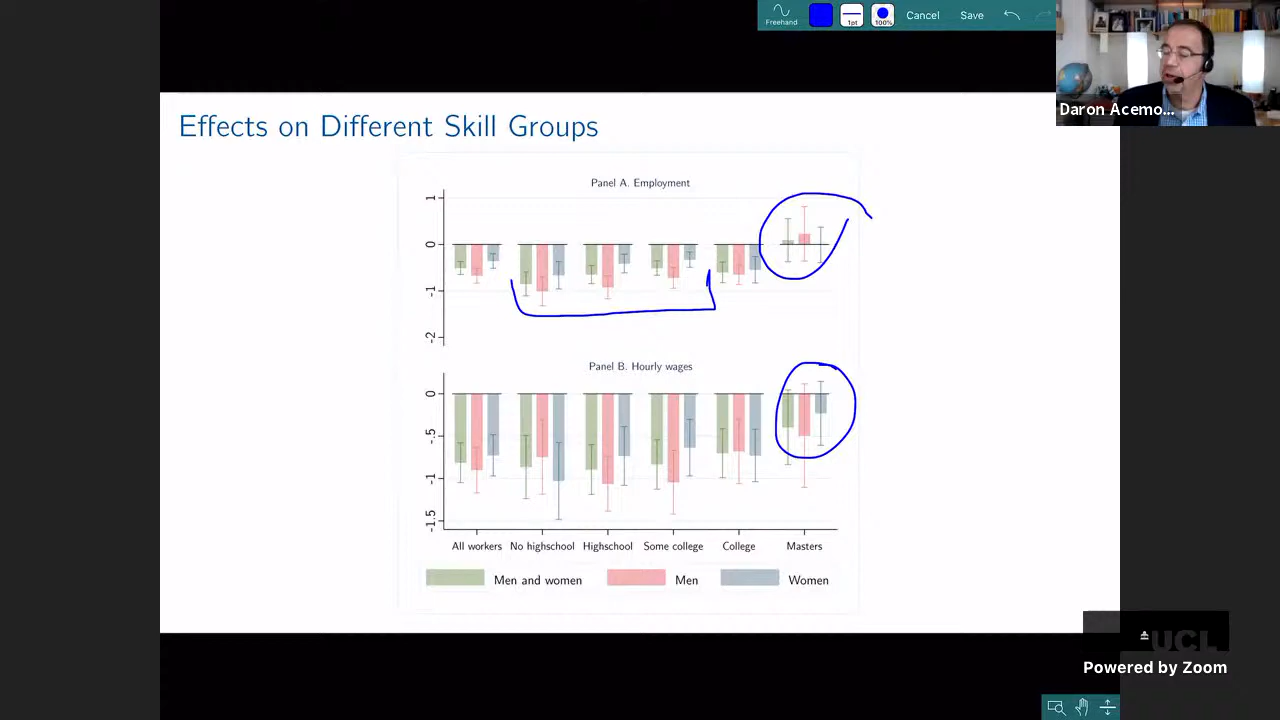 Freehand
1pt
100%
Cancel
Save
Daron Acemo...
Effects on Different Skill Groups
Panel A. Employment
1
0
-1
-2
Panel B. Hourly wages
0
-.5
-1
-1.5
All workers No highschool Highschool Some college College Masters
Men and women Men Women
UCL
Powered by Zoom